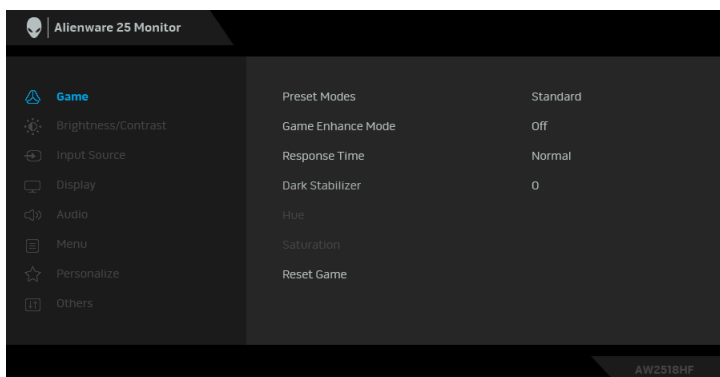 Alienware 25 Monitor
Game
Preset Modes Standard
Brightness/Contrast
Game Enhance Mode Off
Input Source
Response Time Normal
Display
Dark Stabilizer 0
Audio
Hue
Menu
Saturation
Personalize
Reset Game
Others
AW2518HF